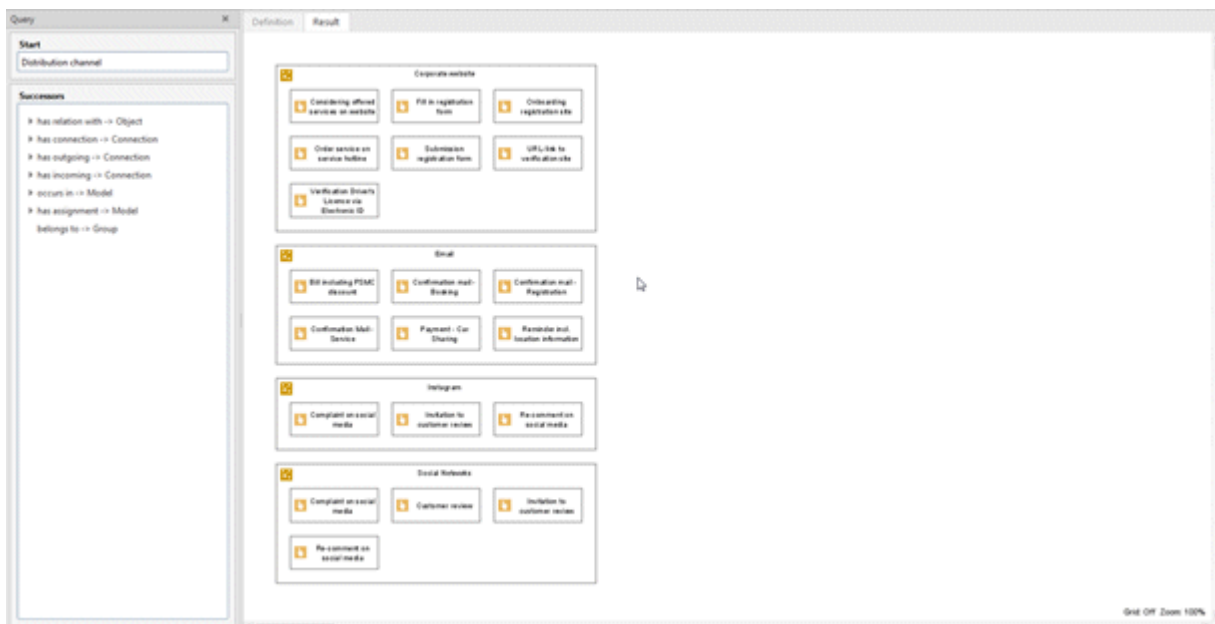 Query
Start
Distribution channel
Successors
has relation with -> Object
has connection -> Connection
has outgoing -> Connection
has incoming -> Connection
occurs in -> Model
has assignment -> Model
belongs to -> Group
Definition
Result
Corporate website
Considering offered
services on website
Fill in registration
form
Onboarding
registration site
Order service on
service hotline
Submission
registration form
URL-link to
verification site
Verification Driver's
License via
Electronic ID
Email
Bill including PSMC
discount
Confirmation mail-
Booking
Confirmation mail -
Registration
Confirmation Mail-
Service
Payment - Car
Sharing
Reminder incl.
location information
Instagram
Complaint on social
media
Invitation to
customer review
Re-comment on
social media
Social Networks
Complaint on social
media
Customer review
Invitation to
customer review
Re-comment on
social media
Grid: Off Zoom: 100%